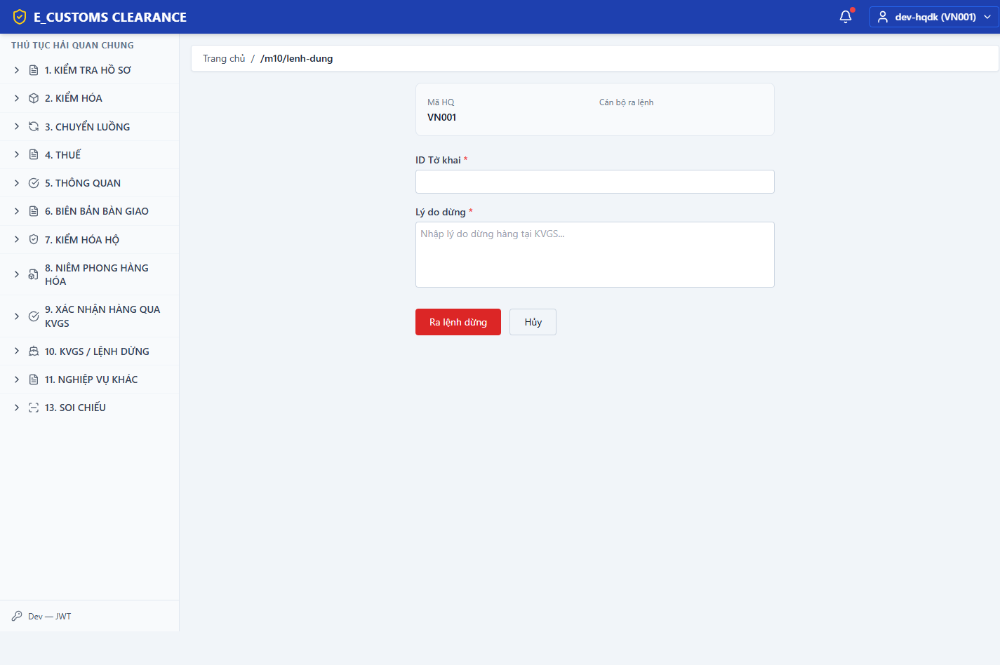 E_CUSTOMS CLEARANCE
dev-hqdk (VN001)
THỦ TỤC HẢI QUAN CHUNG
1. KIỂM TRA HỒ SƠ
2. KIỂM HÓA
3. CHUYỂN LUỒNG
4. THUẾ
5. THÔNG QUAN
6. BIÊN BẢN BÀN GIAO
7. KIỂM HÓA HỘ
8. NIÊM PHONG HÀNG
HÓA
9. XÁC NHẬN HÀNG QUA
KVGS
10. KVGS / LỆNH DỪNG
11. NGHIỆP VỤ KHÁC
13. SOI CHIẾU
Dev — JWT
Trang chủ / /m10/lenh-dung
Mã HQ
VN001
Cán bộ ra lệnh
ID Tờ khai *
Lý do dừng *
Nhập lý do dừng hàng tại KVGS...
Ra lệnh dừng
Hủy